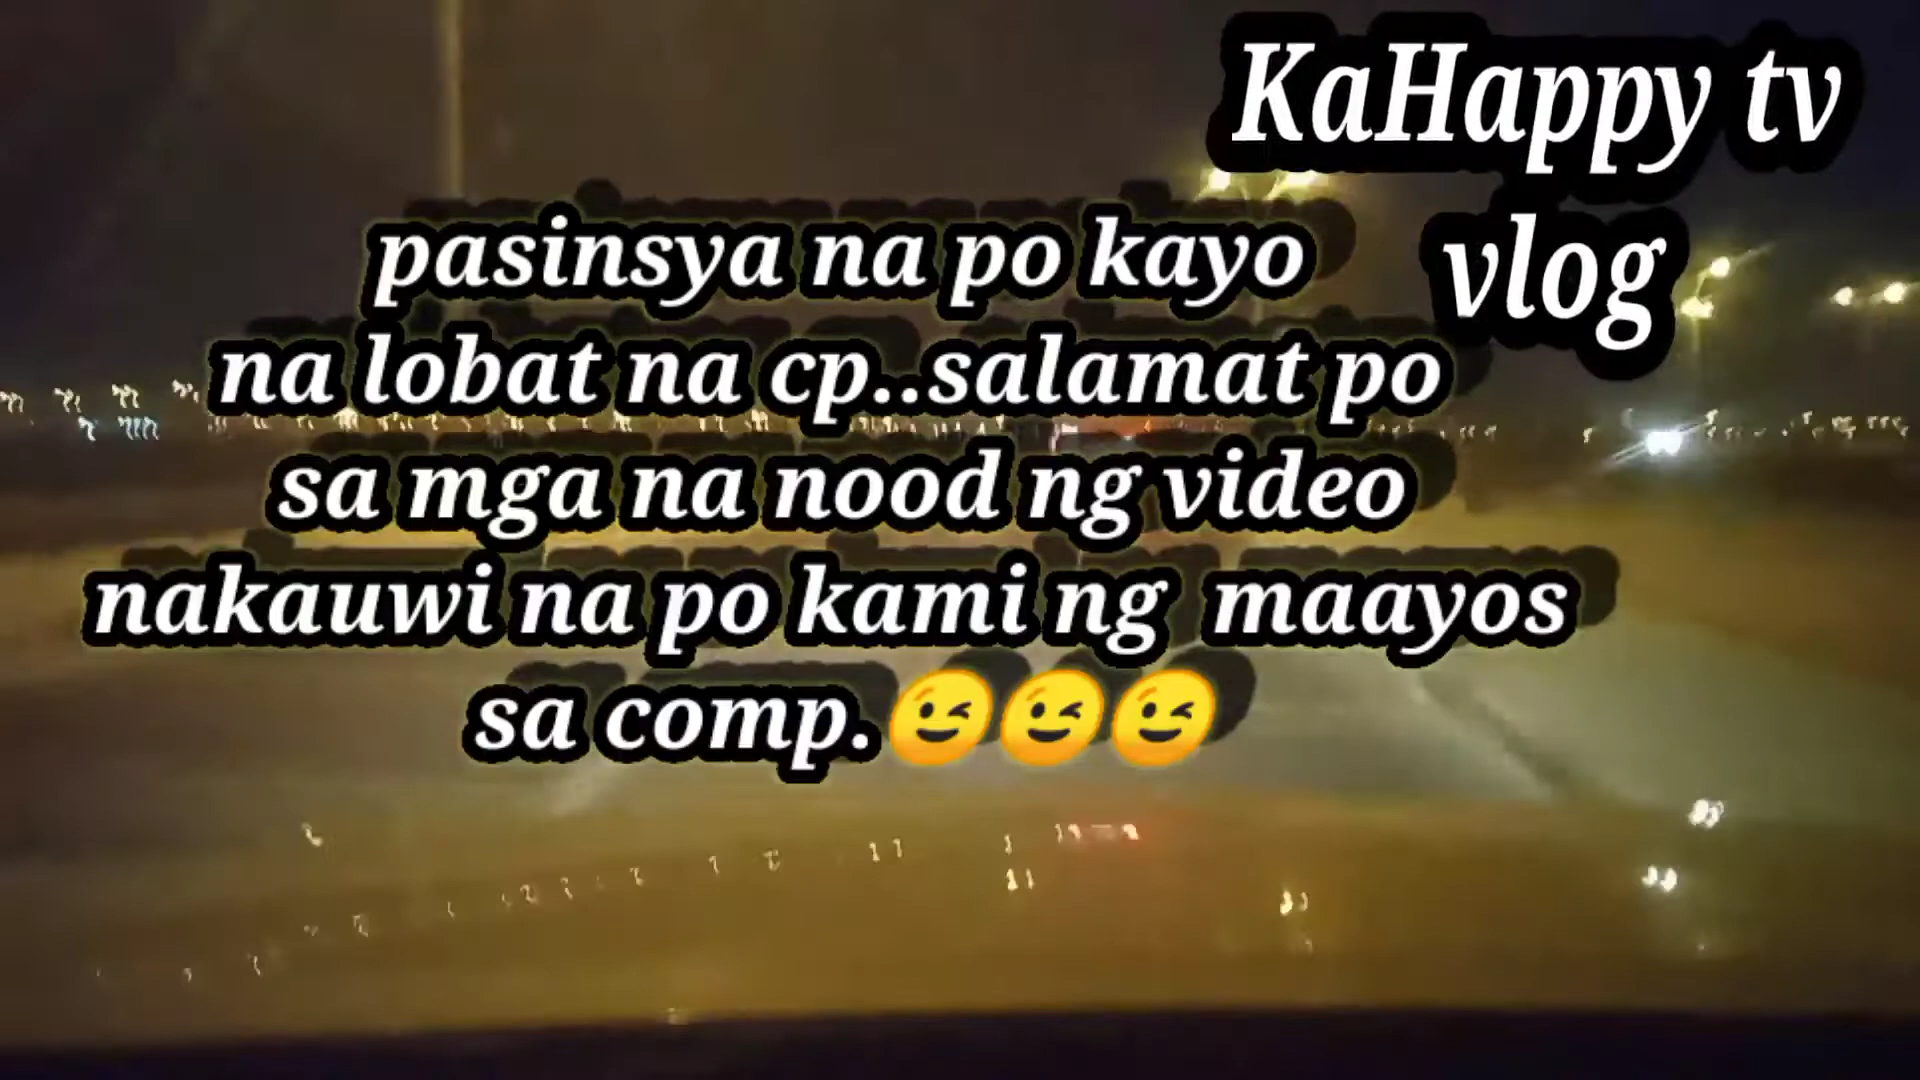 KaHappy tv
vlog
pasinsya na po kayo
na lobat na cp..salamat po
sa mga na nood ng video
nakauwi na po kami ng maayos
sa comp.😉😉😉